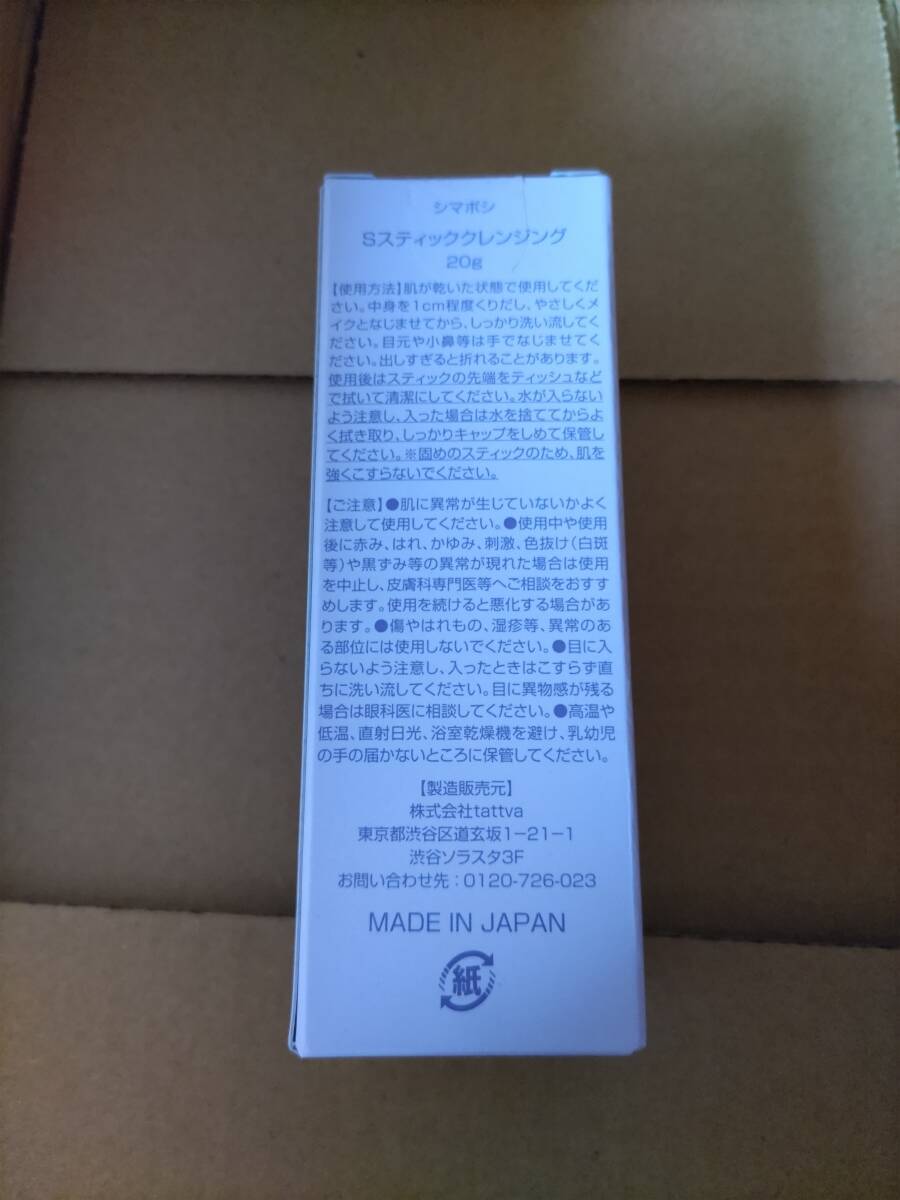 シマボシ
Sスティッククレンジング
20g
【使用方法】肌が乾いた状態で使用してくだ
さい。中身を1cm程度くりだし、やさしくメ
イクとなじませてから、しっかり洗い流してく
ださい。目元や小鼻等は手でなじませてく
ださい。出しすぎると折れることがあります。
使用後はスティックの先端をティッシュなど
で拭いて清潔にしてください。水が入らない
よう注意し、入った場合は水を捨ててからよ
く拭き取り、しっかりキャップをしめて保管し
てください。※固めのスティックのため、肌を
強くこすらないでください。
【ご注意】●肌に異常が生じていないかよく
注意して使用してください。●使用中や使用
後に赤み、はれ、かゆみ、刺激、色抜け(白斑
等)や黒ずみ等の異常が現れた場合は使用
を中止し、皮膚科専門医等へご相談をおすす
めします。使用を続けると悪化する場合があ
ります。●傷やはれもの、湿疹等、異常のあ
る部位には使用しないでください。●目に入
らないよう注意し、入ったときはこすらず直
ちに洗い流してください。目に異物感が残る
場合は眼科医に相談してください。●高温や
低温、直射日光、浴室乾燥機を避け、乳幼児
の手の届かないところに保管してください。
【製造販売元】
株式会社tattva
東京都渋谷区道玄坂1−21−1
渋谷ソラスタ3F
お問い合わせ先：0120-726-023
MADE IN JAPAN
紙